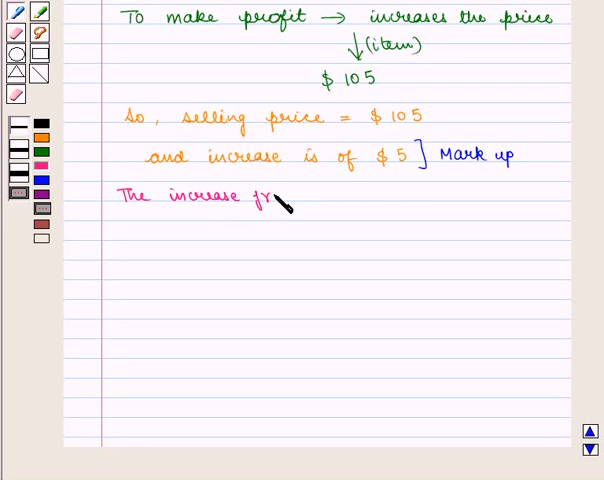 To make profit → increases the price
↓ (item)
$ 105
So, selling price = $ 105
and increase is of $ 5 ] Mark up
The increase fr